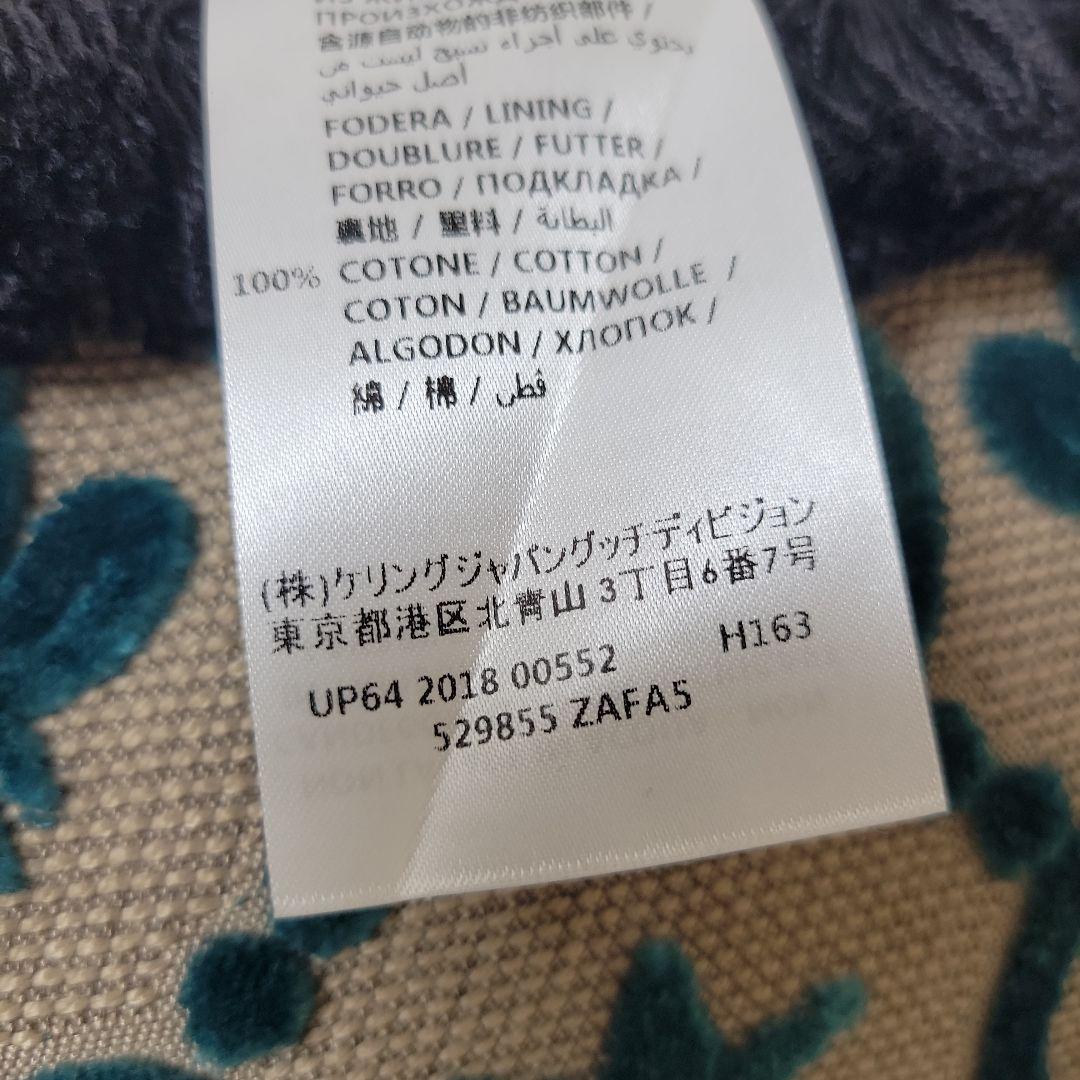 ПРОИЗХОЖ
含源自动物的非纺织部件 /
يحتوي على أجزاء نسيج ليست من
أصل حيواني
FODERA / LINING /
DOUBLURE / FUTTER /
FORRO / ПОДКЛАДКА /
裏地 / 里料 / البطانة
100% COTONE / COTTON /
COTON / BAUMWOLLE /
ALGODON / ХЛОПОК /
綿 / 棉 / قطن
(株)ケリングジャパングッチディビジョン
東京都港区北青山3丁目6番7号
UP64 2018 00552 H163
529855 ZAFA5